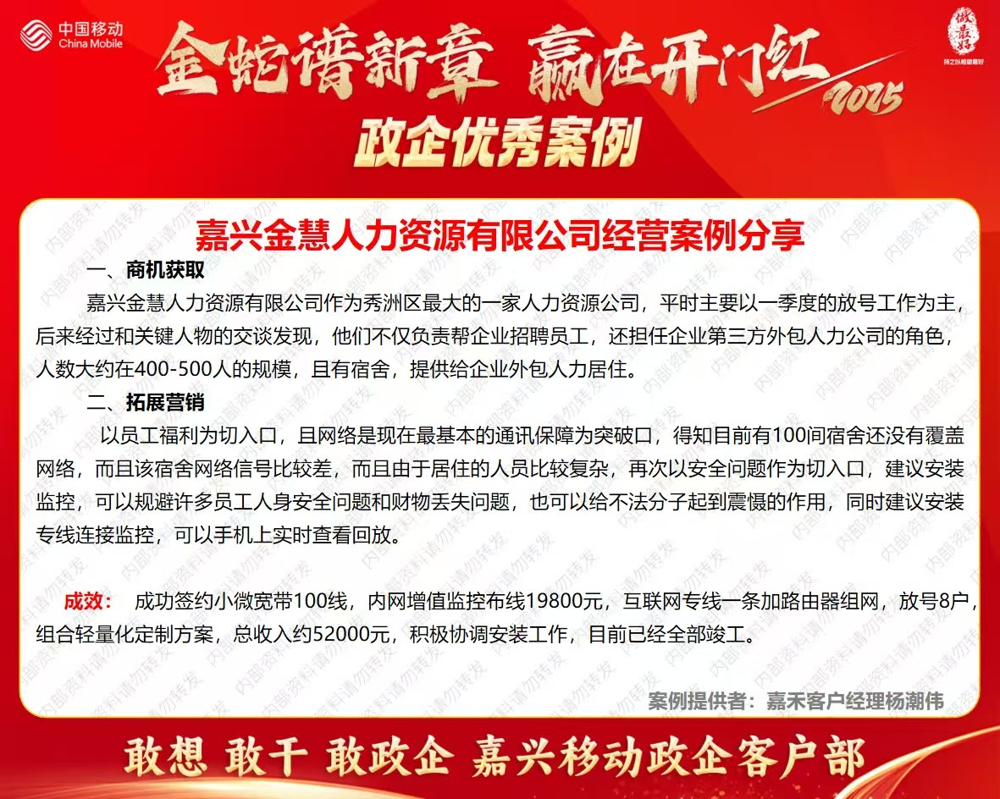 中国移动
China Mobile
金蛇谱新章 赢在开门红
2025
做最好
持之以恒做最好
政企优秀案例
嘉兴金慧人力资源有限公司经营案例分享
一、商机获取
嘉兴金慧人力资源有限公司作为秀洲区最大的一家人力资源公司，平时主要以一季度的放号工作为主，
后来经过和关键人物的交谈发现，他们不仅负责帮企业招聘员工，还担任企业第三方外包人力公司的角色，
人数大约在400-500人的规模，且有宿舍，提供给企业外包人力居住。
二、拓展营销
以员工福利为切入口，且网络是现在最基本的通讯保障为突破口，得知目前有100间宿舍还没有覆盖
网络，而且该宿舍网络信号比较差，而且由于居住的人员比较复杂，再次以安全问题作为切入口，建议安装
监控，可以规避许多员工人身安全问题和财物丢失问题，也可以给不法分子起到震慑的作用，同时建议安装
专线连接监控，可以手机上实时查看回放。
成效： 成功签约小微宽带100线，内网增值监控布线19800元，互联网专线一条加路由器组网，放号8户，
组合轻量化定制方案，总收入约52000元，积极协调安装工作，目前已经全部竣工。
案例提供者：嘉禾客户经理杨潮伟
敢想 敢干 敢政企 嘉兴移动政企客户部
内部资料请勿转发